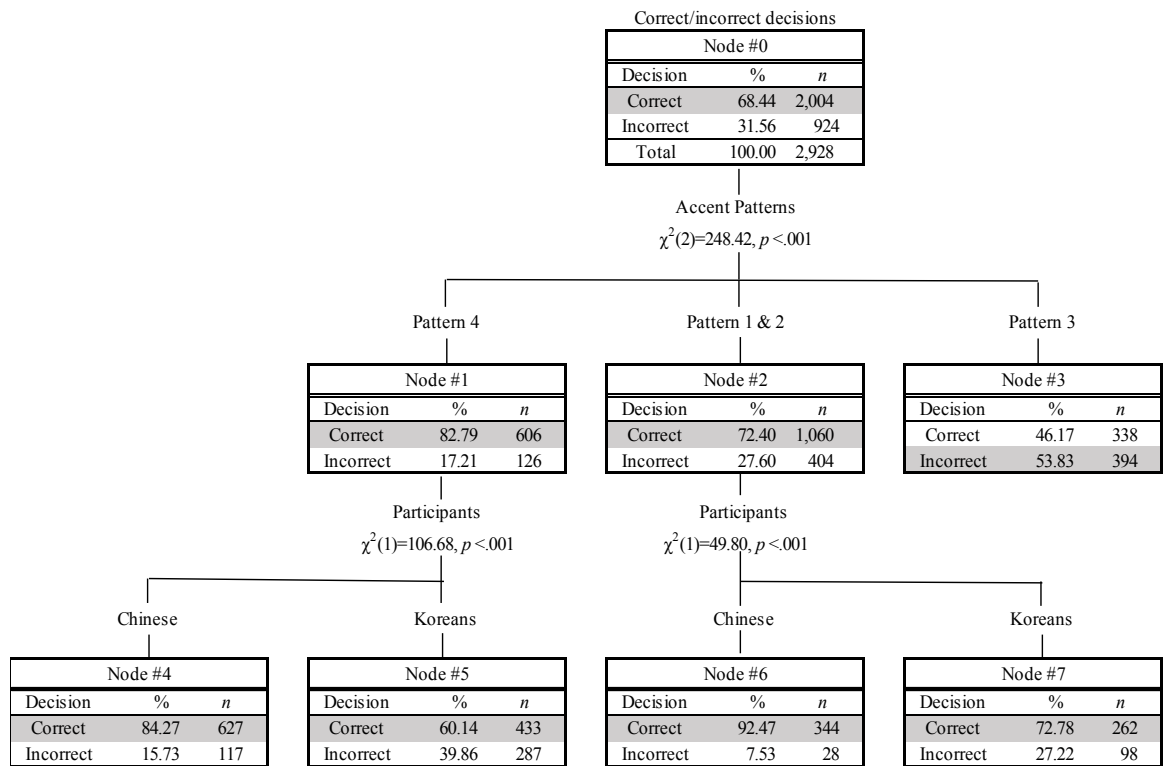 Correct/incorrect decisions
Node #0
Decision % n
Correct 68.44 2,004
Incorrect 31.56 924
Total 100.00 2,928
Accent Patterns
χ²(2)=248.42, p <.001
Pattern 4 Pattern 1 & 2 Pattern 3
Node #1 Node #2 Node #3
Decision % n Decision % n Decision % n
Correct 82.79 606 Correct 72.40 1,060 Correct 46.17 338
Incorrect 17.21 126 Incorrect 27.60 404 Incorrect 53.83 394
Participants Participants
χ²(1)=106.68, p <.001 χ²(1)=49.80, p <.001
Chinese Koreans Chinese Koreans
Node #4 Node #5 Node #6 Node #7
Decision % n Decision % n Decision % n Decision % n
Correct 84.27 627 Correct 60.14 433 Correct 92.47 344 Correct 72.78 262
Incorrect 15.73 117 Incorrect 39.86 287 Incorrect 7.53 28 Incorrect 27.22 98